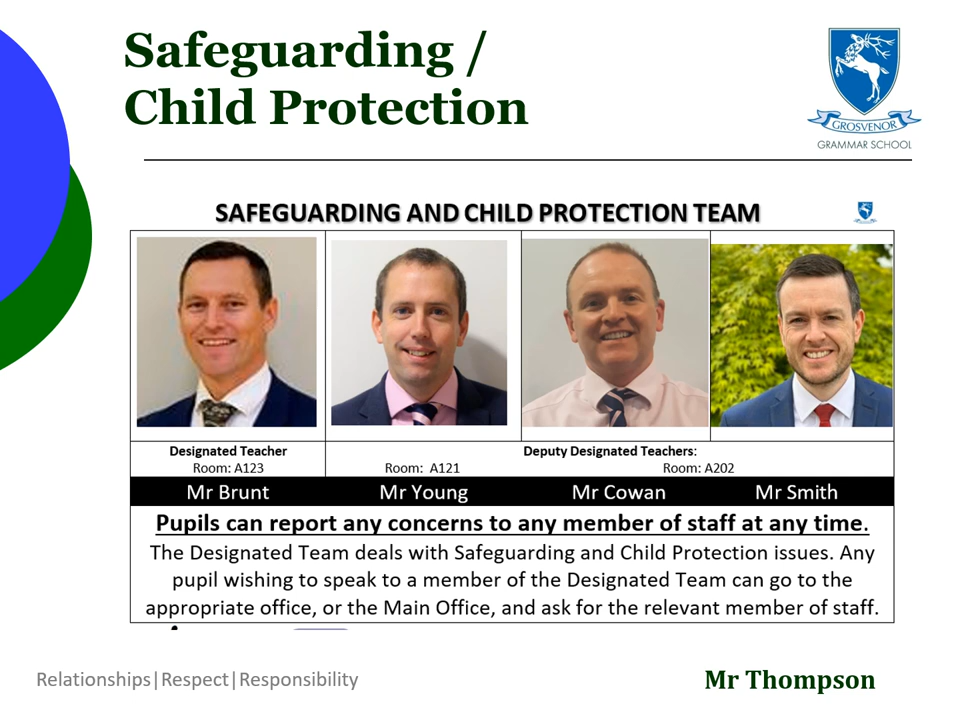 Safeguarding /
Child Protection
GROSVENOR
GRAMMAR SCHOOL
SAFEGUARDING AND CHILD PROTECTION TEAM
Designated Teacher
Room: A123
Deputy Designated Teachers:
Room: A121
Room: A202
Mr Brunt
Mr Young
Mr Cowan
Mr Smith
Pupils can report any concerns to any member of staff at any time.
The Designated Team deals with Safeguarding and Child Protection issues. Any
pupil wishing to speak to a member of the Designated Team can go to the
appropriate office, or the Main Office, and ask for the relevant member of staff.
Relationships|Respect|Responsibility
Mr Thompson